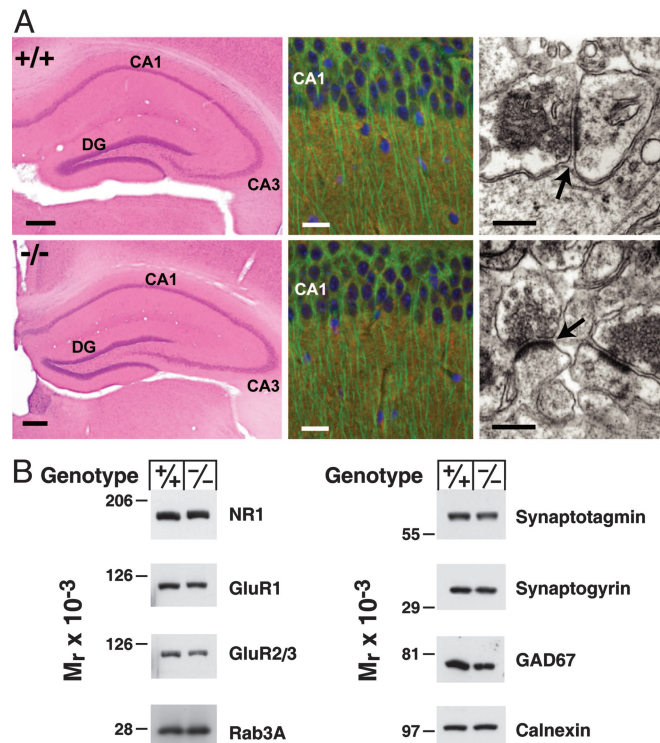 A
+/+
CA1
DG
CA3
CA1
-/-
CA1
DG
CA3
CA1
B
Genotype +/+ -/-
206
NR1
126
GluR1
126
GluR2/3
28
Rab3A
Mr x 10-3
Genotype +/+ -/-
Synaptotagmin
55
Synaptogyrin
29
81
GAD67
97
Calnexin
Mr x 10-3